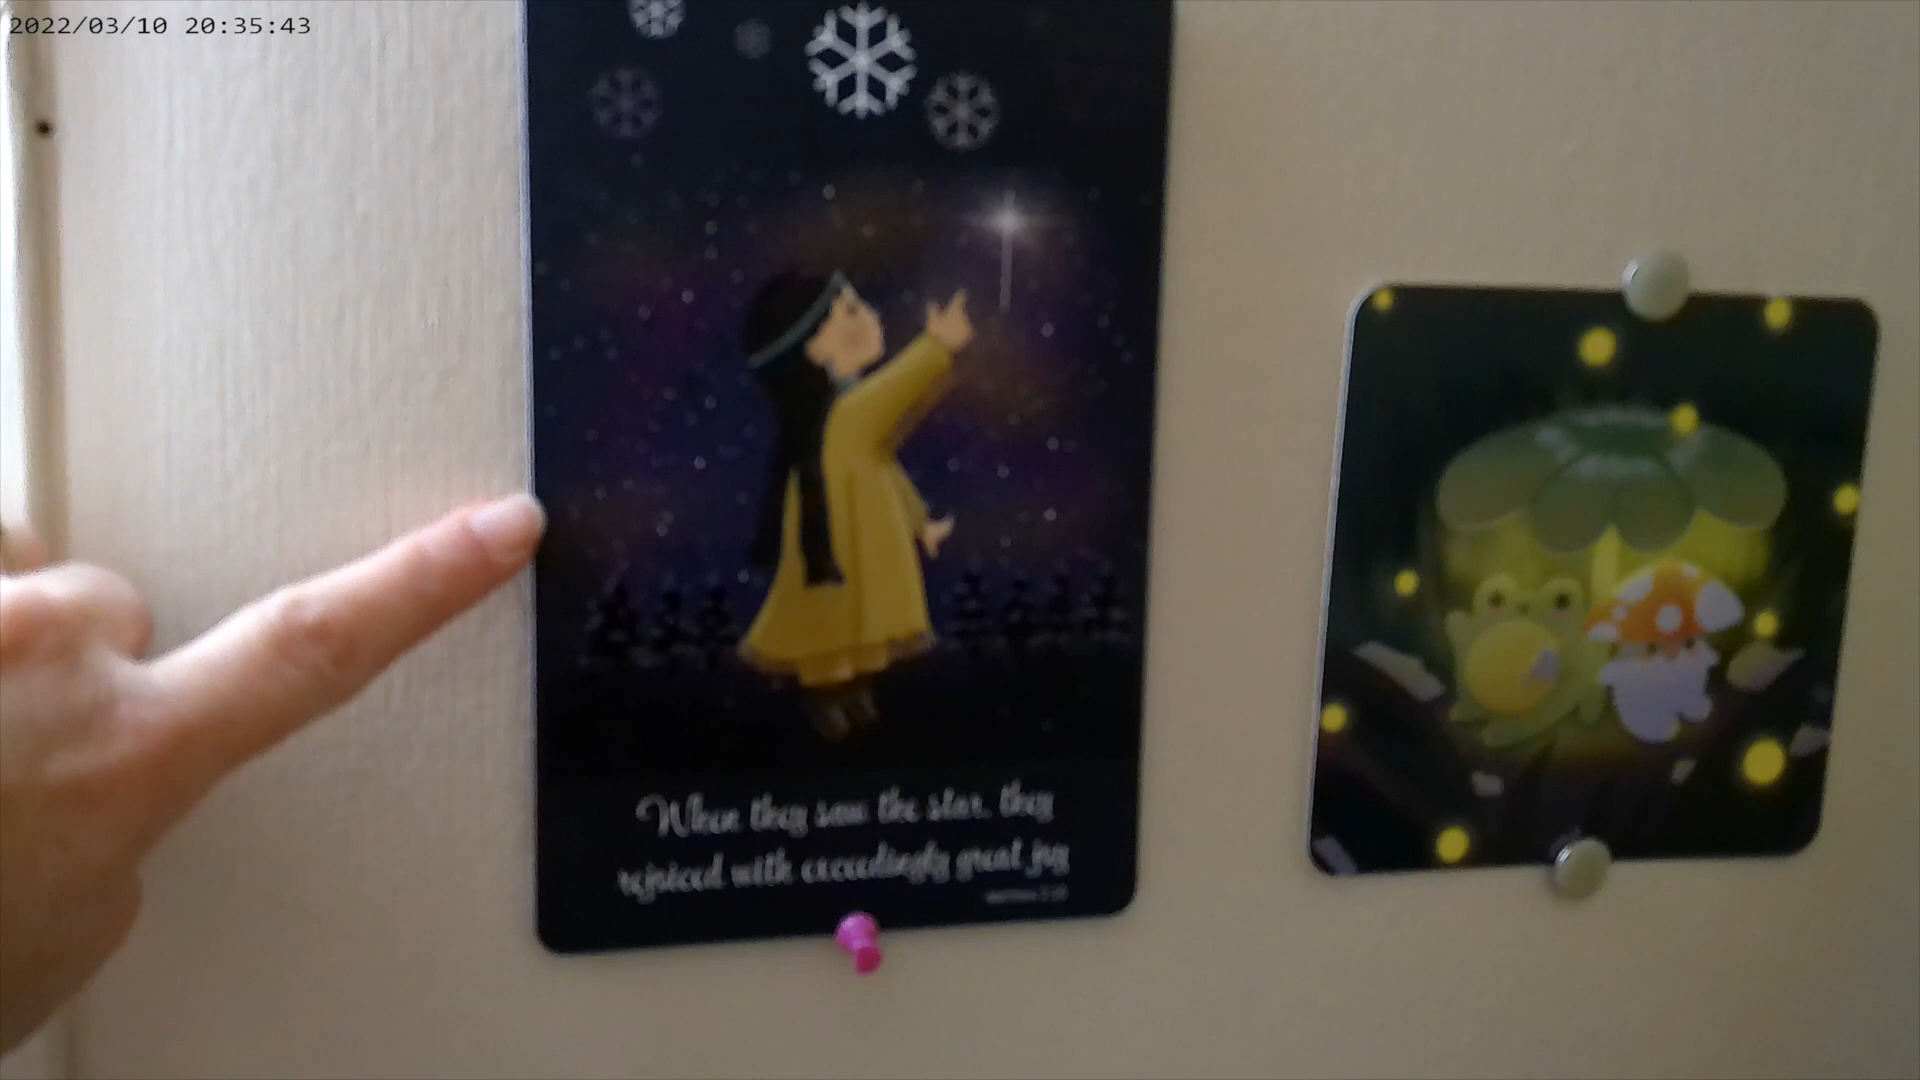 2022/03/10 20:35:43
When they saw the star, they
rejoiced with exceedingly great joy